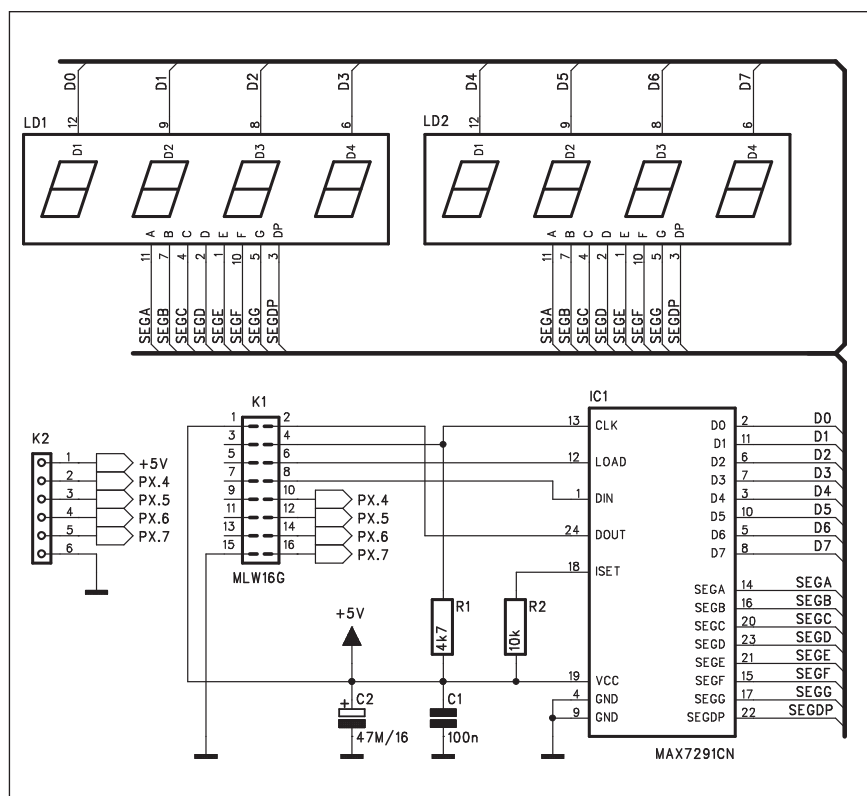 D0 D1 D2 D3 D4 D5 D6 D7
LD1 12 9 8 6 LD2 12 9 8 6
D1 D2 D3 D4 D1 D2 D3 D4
A B C D E F G DP A B C D E F G DP
11 7 4 2 1 10 5 3 11 7 4 2 1 10 5 3
SEGA SEGB SEGC SEGD SEGE SEGF SEGG SEGDP SEGA SEGB SEGC SEGD SEGE SEGF SEGG SEGDP
K2
1 +5V
2 PX.4
3 PX.5
4 PX.6
5 PX.7
6
K1
1 2
3 4
5 6
7 8
9 10 PX.4
11 12 PX.5
13 14 PX.6
15 16 PX.7
MLW16G
IC1
13 CLK D0 2 D0
D1 11 D1
12 LOAD D2 6 D2
D3 7 D3
1 DIN D4 3 D4
D5 10 D5
24 DOUT D6 5 D6
D7 8 D7
18 ISET
SEGA 14 SEGA
SEGB 16 SEGB
SEGC 20 SEGC
SEGD 23 SEGD
SEGE 21 SEGE
19 VCC SEGF 15 SEGF
4 GND SEGG 17 SEGG
9 GND SEGDP 22 SEGDP
MAX7291CN
+5V
R1
4k7
R2
10k
+ C2
47M/16
C1
100n